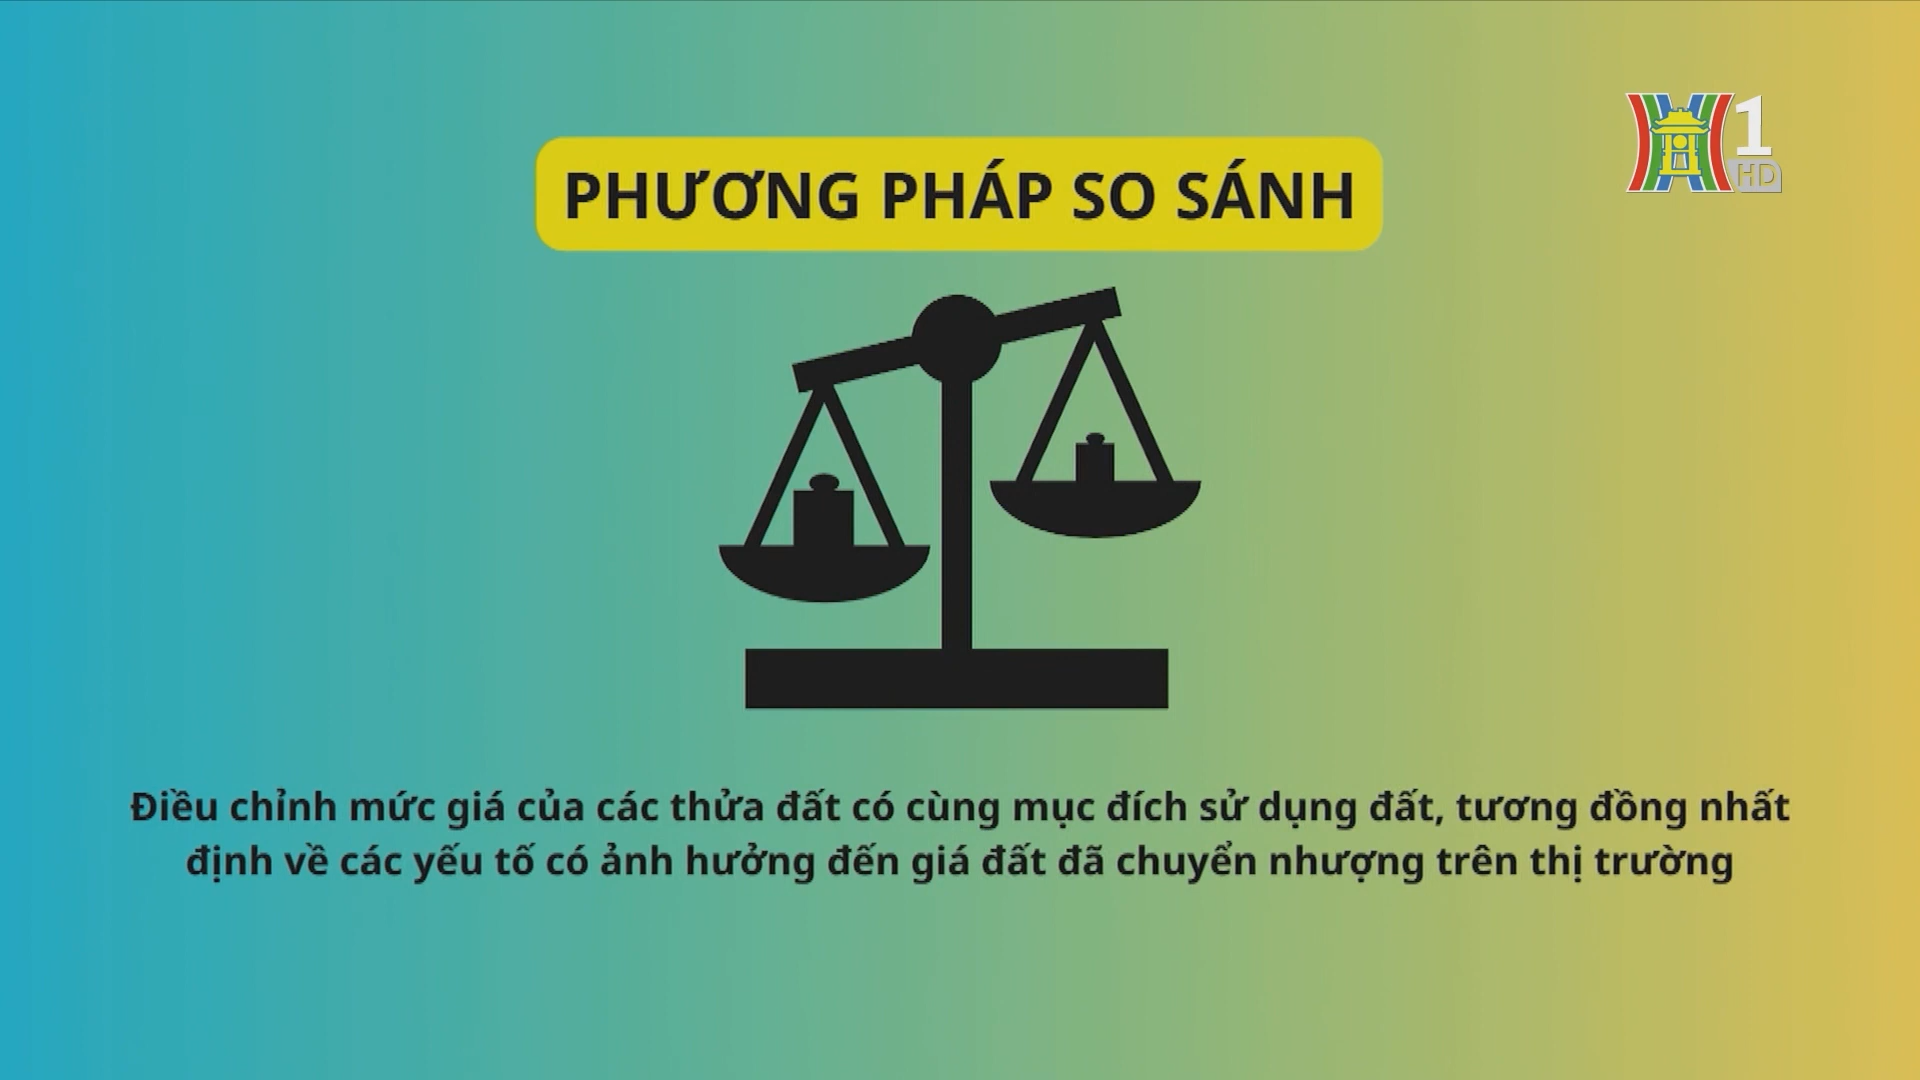 1
HD
PHƯƠNG PHÁP SO SÁNH
Điều chỉnh mức giá của các thửa đất có cùng mục đích sử dụng đất, tương đồng nhất
định về các yếu tố có ảnh hưởng đến giá đất đã chuyển nhượng trên thị trường